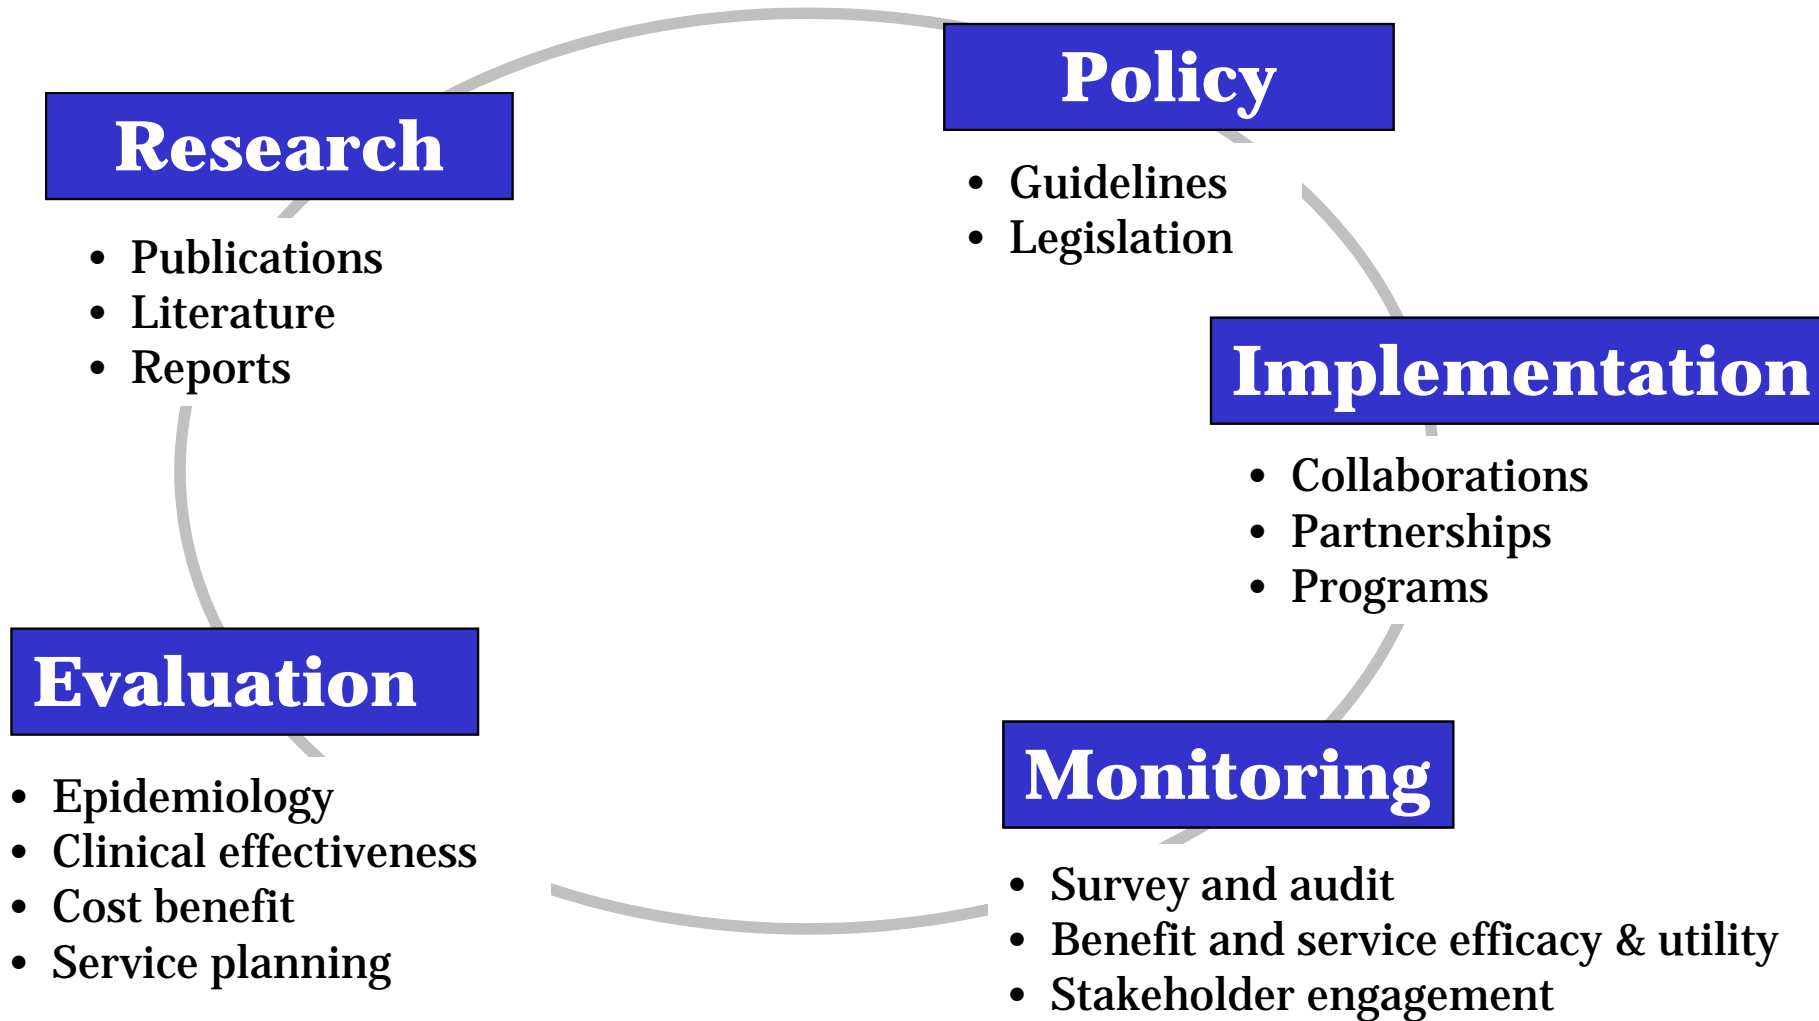 Research
• Publications
• Literature
• Reports
Policy
• Guidelines
• Legislation
Implementation
• Collaborations
• Partnerships
• Programs
Monitoring
• Survey and audit
• Benefit and service efficacy & utility
• Stakeholder engagement
Evaluation
• Epidemiology
• Clinical effectiveness
• Cost benefit
• Service planning